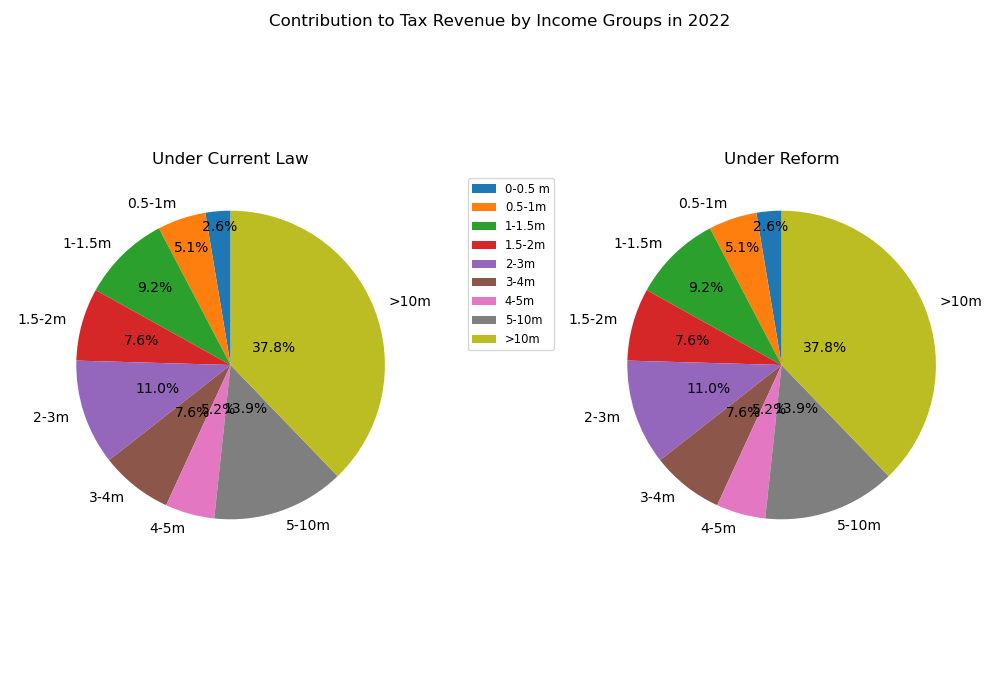 Contribution to Tax Revenue by Income Groups in 2022
Under Current Law
0.5-1m
1-1.5m
1.5-2m
2-3m
3-4m
4-5m
5-10m
>10m
2.6%
5.1%
9.2%
7.6%
11.0%
7.6%
5.2%
13.9%
37.8%
0-0.5 m
0.5-1m
1-1.5m
1.5-2m
2-3m
3-4m
4-5m
5-10m
>10m
Under Reform
0.5-1m
1-1.5m
1.5-2m
2-3m
3-4m
4-5m
5-10m
>10m
2.6%
5.1%
9.2%
7.6%
11.0%
7.6%
5.2%
13.9%
37.8%